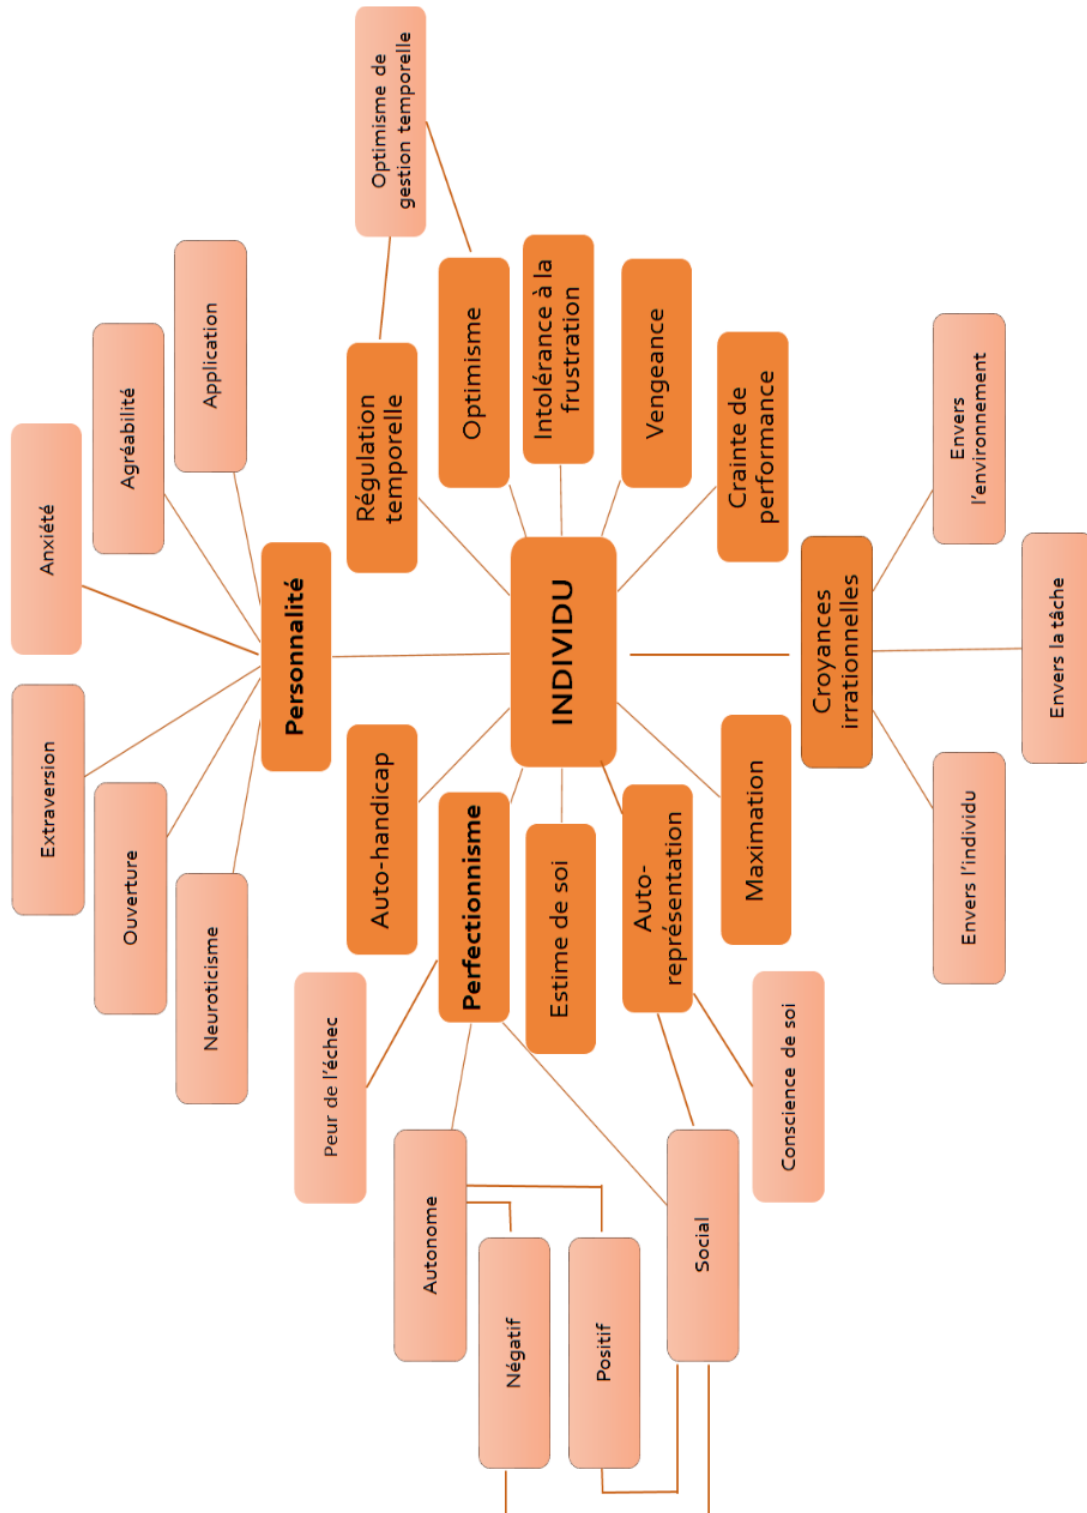 Extraversion
Anxiété
Ouverture
Agréabilité
Neuroticisme
Application
Personnalité
Peur de l'échec
Auto-handicap
Régulation
temporelle
Optimisme de
gestion temporelle
Autonome
Perfectionnisme
Optimisme
Négatif
Estime de soi
INDIVIDU
Intolérance à la
frustration
Positif
Auto-
représentation
Vengeance
Social
Conscience de soi
Maximation
Crainte de
performance
Croyances
irrationnelles
Envers l'individu
Envers
l'environnement
Envers la tâche